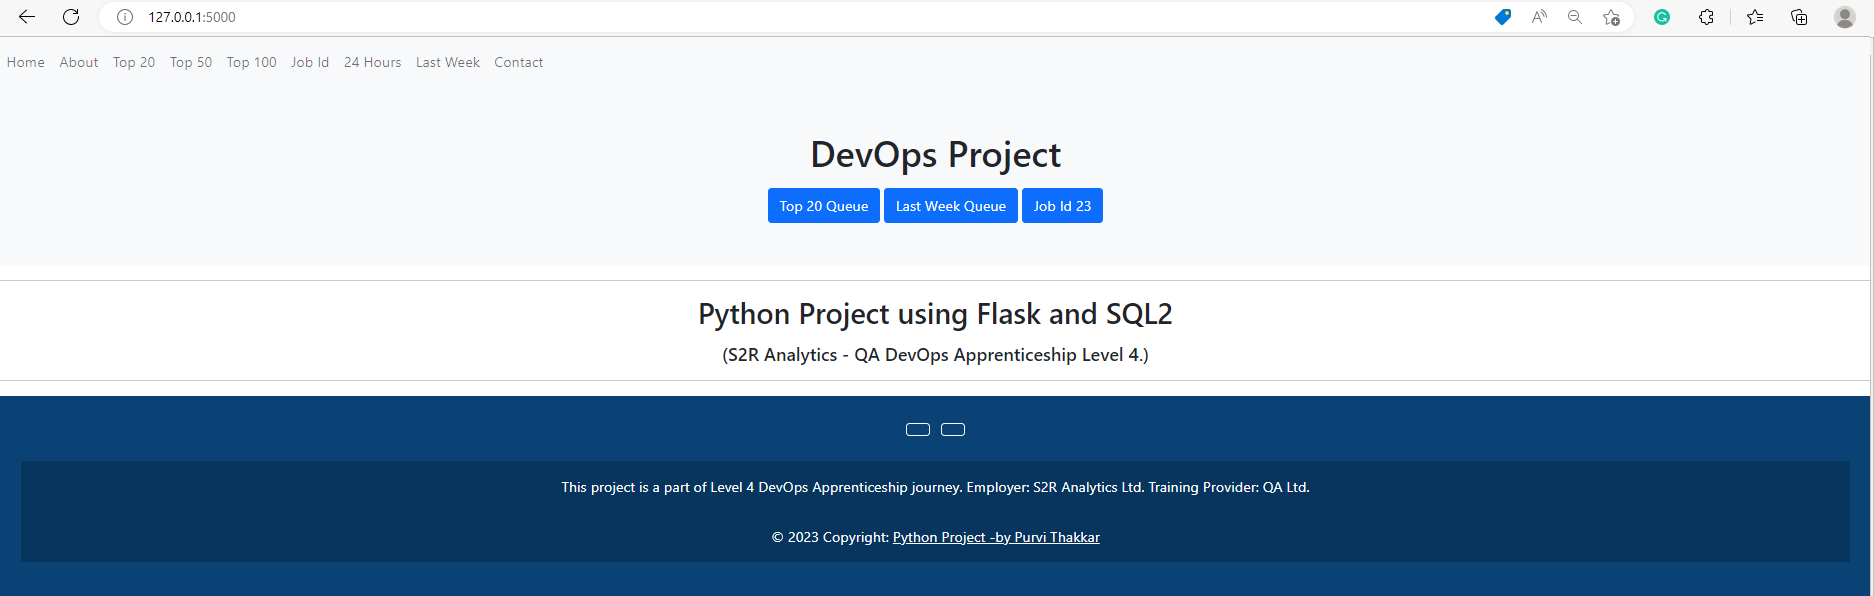 127.0.0.1:5000
Home About Top 20 Top 50 Top 100 Job Id 24 Hours Last Week Contact
DevOps Project
Top 20 Queue Last Week Queue Job Id 23
Python Project using Flask and SQL2
(S2R Analytics - QA DevOps Apprenticeship Level 4.)
This project is a part of Level 4 DevOps Apprenticeship journey. Employer: S2R Analytics Ltd. Training Provider: QA Ltd.
© 2023 Copyright: Python Project -by Purvi Thakkar